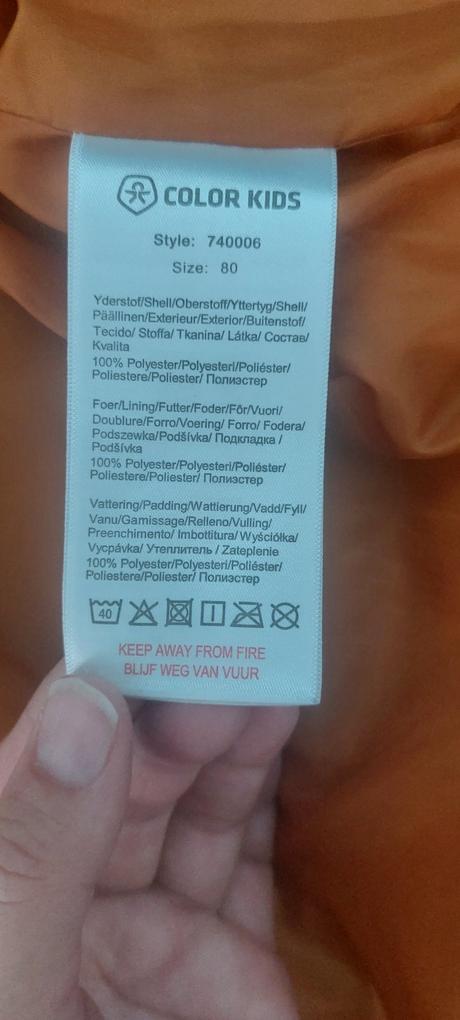 COLOR KIDS
Style: 740006
Size: 80
Yderstof/Shell/Oberstoff/Yttertyg/Shell/
Päällinen/Exterieur/Exterior/Buitenstof/
Tecido/ Stoffa/ Tkanina/ Látka/ Состав/
Kvalita
100% Polyester/Polyesteri/Poliéster/
Poliestere/Poliester/ Полиэстер
Foer/Lining/Futter/Foder/Fôr/Vuori/
Doublure/Forro/Voering/ Forro/ Fodera/
Podszewka/Podšívka/ Подкладка /
Podšívka
100% Polyester/Polyesteri/Poliéster/
Poliestere/Poliester/ Полиэстер
Vattering/Padding/Wattierung/Vadd/Fyll/
Vanu/Garnissage/Relleno/Vulling/
Preenchimento/ Imbottitura/ Wyściółka/
Vycpávka/ Утеплитель / Zateplenie
100% Polyester/Polyesteri/Poliéster/
Poliestere/Poliester/ Полиэстер
40
KEEP AWAY FROM FIRE
BLIJF WEG VAN VUUR